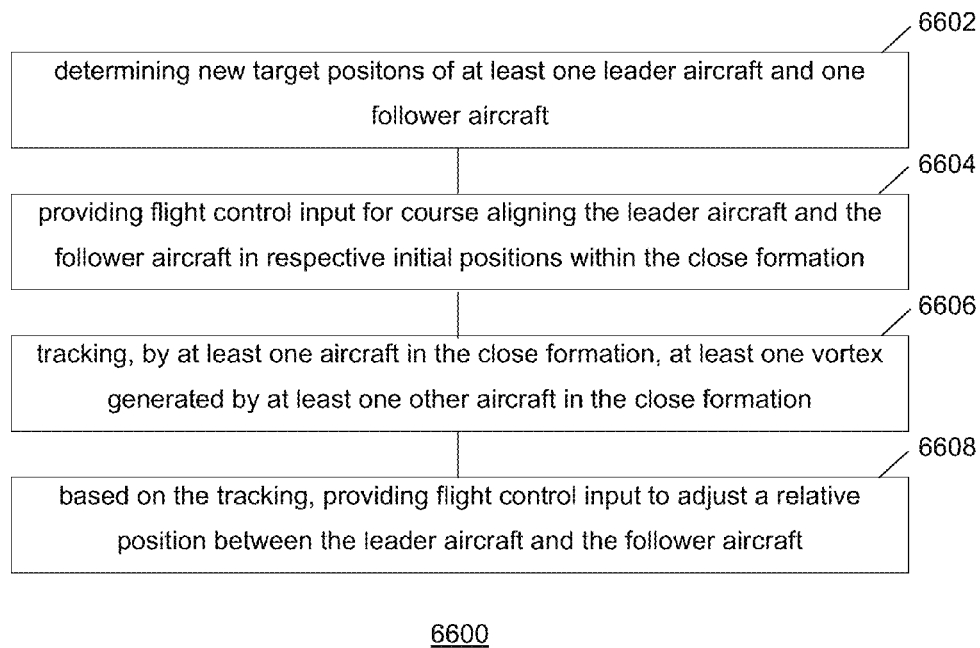 6602
determining new target positons of at least one leader aircraft and one
follower aircraft
6604
providing flight control input for course aligning the leader aircraft and the
follower aircraft in respective initial positions within the close formation
6606
tracking, by at least one aircraft in the close formation, at least one vortex
generated by at least one other aircraft in the close formation
6608
based on the tracking, providing flight control input to adjust a relative
position between the leader aircraft and the follower aircraft
6600